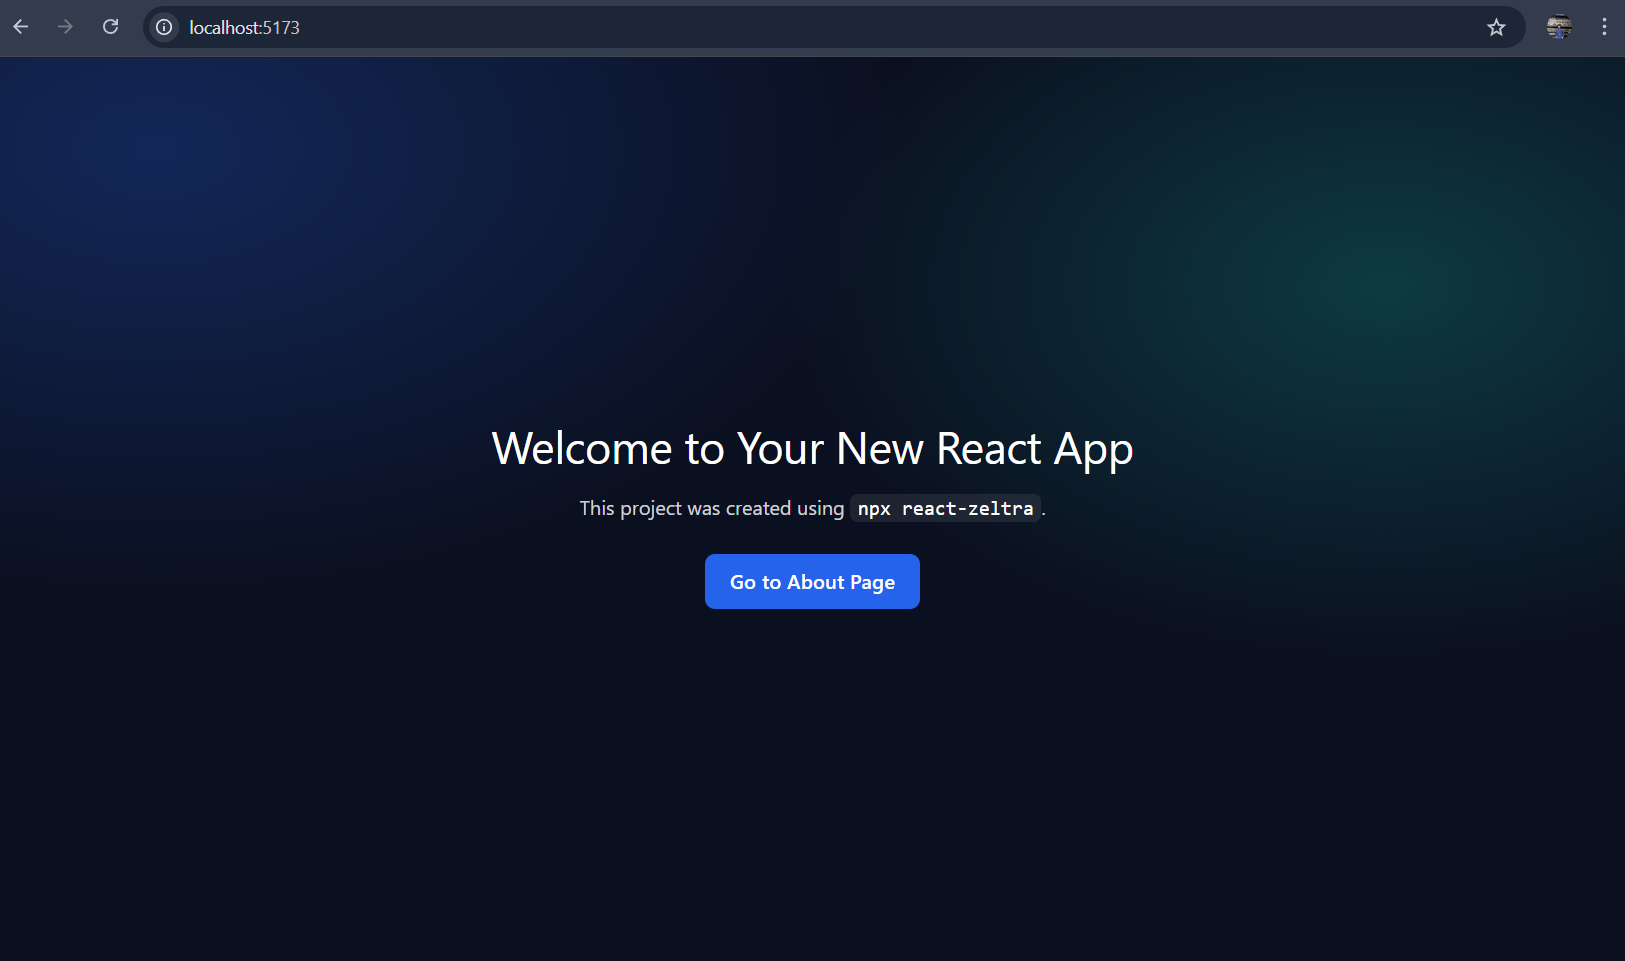 localhost:5173
Welcome to Your New React App
This project was created using npx react-zeltra.
Go to About Page